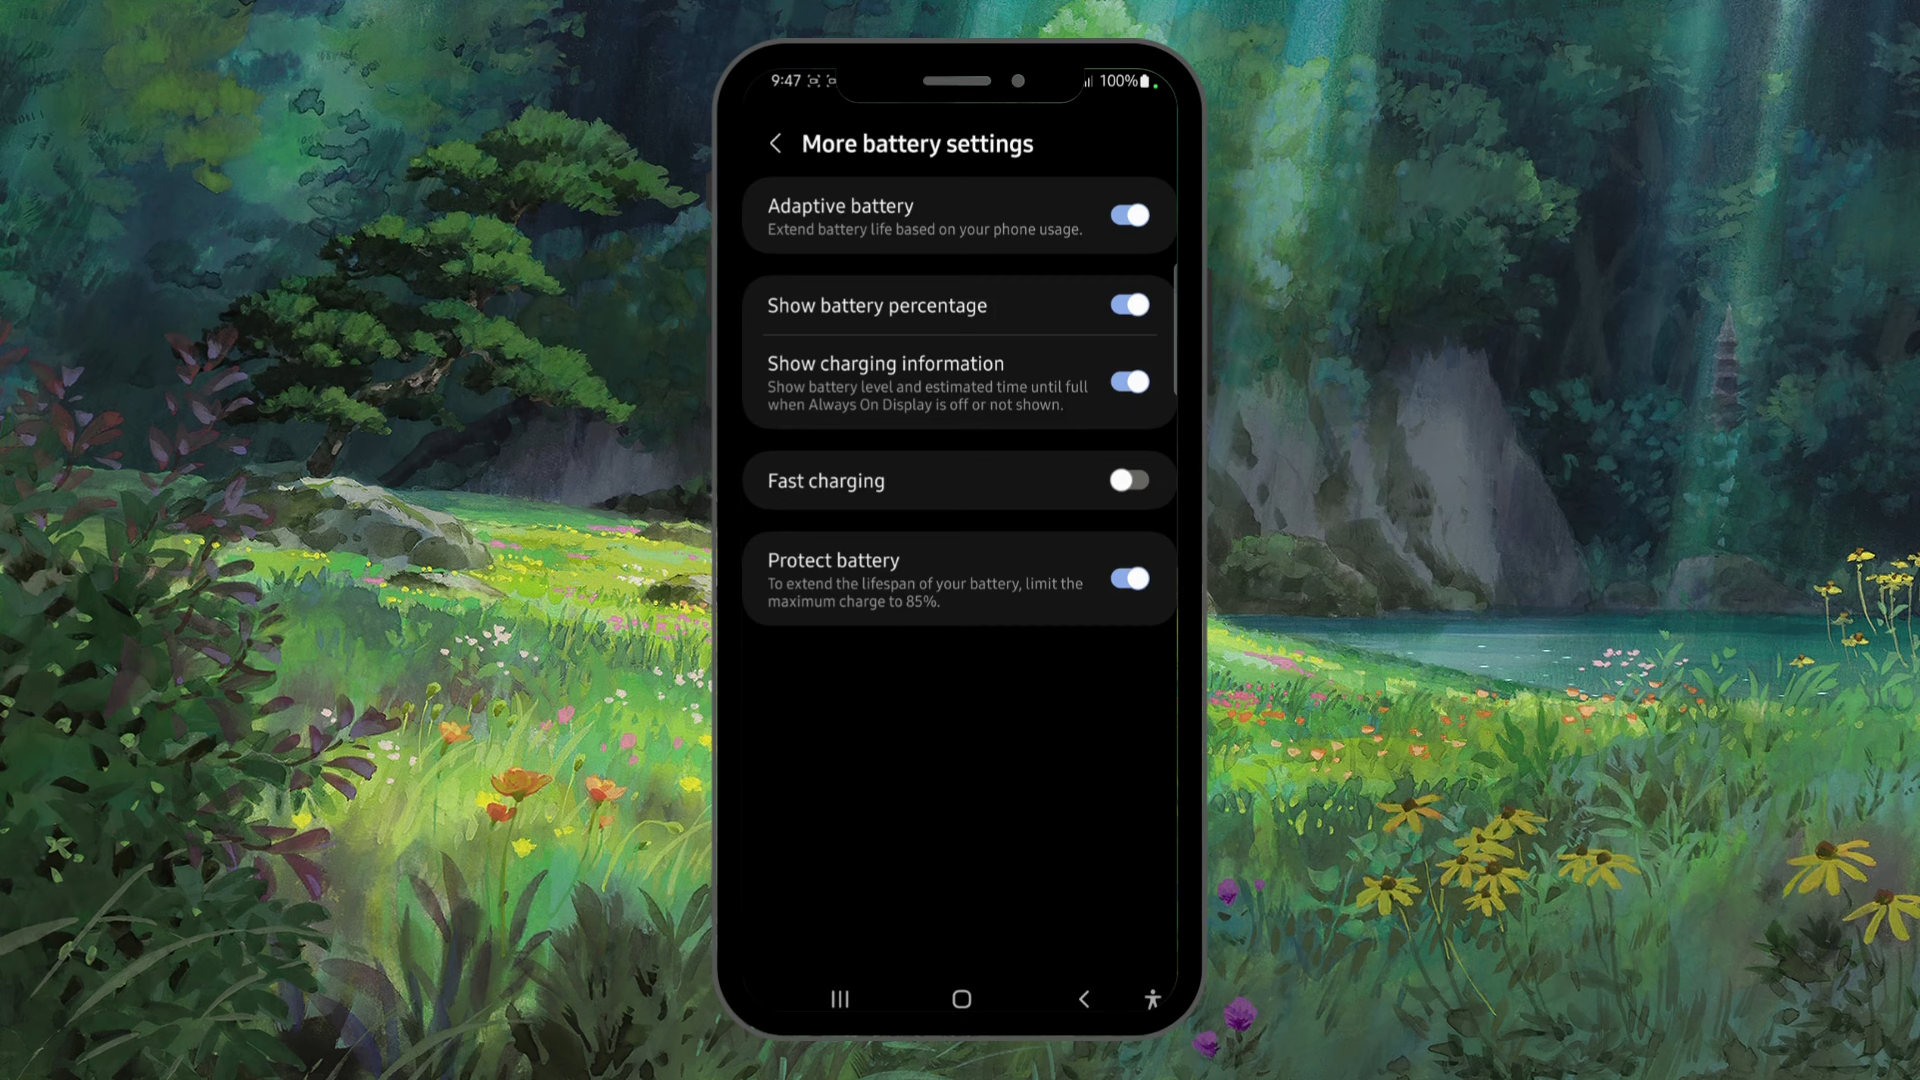 9:47 100%
More battery settings
Adaptive battery
Extend battery life based on your phone usage.
Show battery percentage
Show charging information
Show battery level and estimated time until full
when Always On Display is off or not shown.
Fast charging
Protect battery
To extend the lifespan of your battery, limit the
maximum charge to 85%.